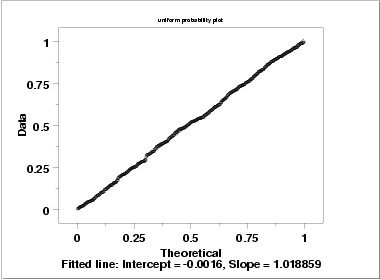 uniform probability plot
1
0.75
0.5
0.25
0
Data
0 0.25 0.5 0.75 1
Theoretical
Fitted line: Intercept = -0.0016, Slope = 1.018859